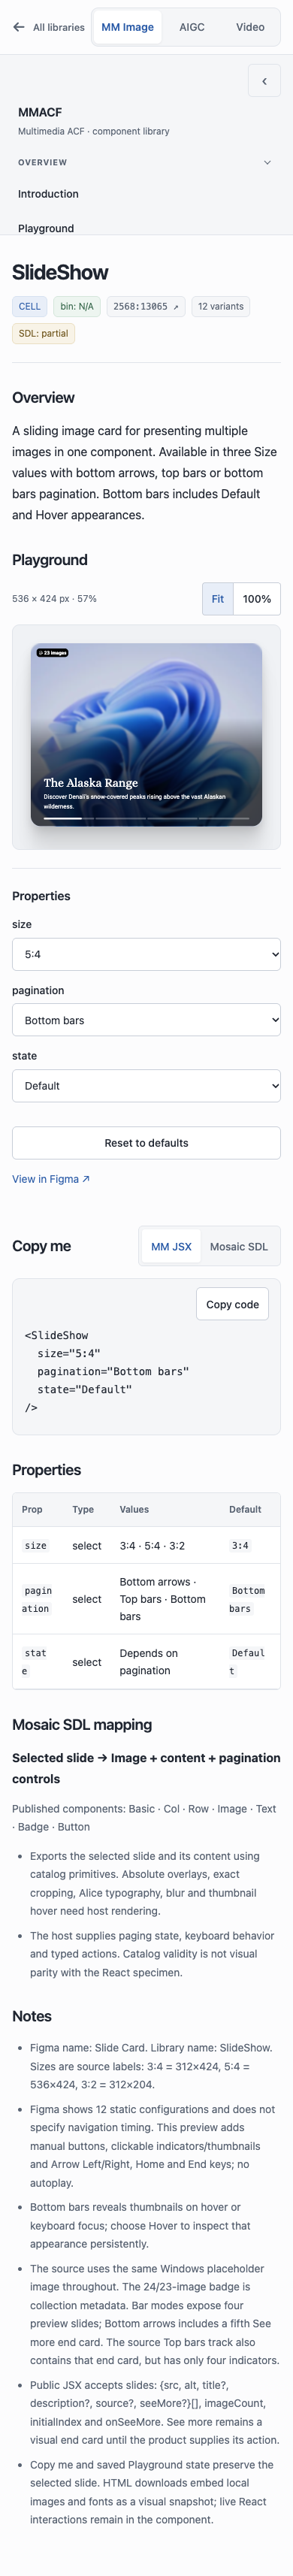 ← All libraries MM Image AIGC Video
‹
MMACF
Multimedia ACF · component library
OVERVIEW
Introduction
Playground
SlideShow
CELL bin: N/A 2568:13065 ↗ 12 variants
SDL: partial
Overview
A sliding image card for presenting multiple
images in one component. Available in three Size
values with bottom arrows, top bars or bottom
bars pagination. Bottom bars includes Default
and Hover appearances.
Playground
536 × 424 px · 57% Fit 100%
23 Images
The Alaska Range
Discover Denali's snow-covered peaks rising above the vast Alaskan
wilderness.
Properties
size
5:4
pagination
Bottom bars
state
Default
Reset to defaults
View in Figma ↗
Copy me MM JSX Mosaic SDL
Copy code
<SlideShow
size="5:4"
pagination="Bottom bars"
state="Default"
/>
Properties
Prop Type Values Default
size select 3:4 · 5:4 · 3:2 3:4
pagin
ation
select
Bottom arrows ·
Top bars · Bottom
bars
Bottom
bars
stat
e
select
Depends on
pagination
Defaul
t
Mosaic SDL mapping
Selected slide → Image + content + pagination
controls
Published components: Basic · Col · Row · Image · Text
· Badge · Button
• Exports the selected slide and its content using
catalog primitives. Absolute overlays, exact
cropping, Alice typography, blur and thumbnail
hover need host rendering.
• The host supplies paging state, keyboard behavior
and typed actions. Catalog validity is not visual
parity with the React specimen.
Notes
• Figma name: Slide Card. Library name: SlideShow.
Sizes are source labels: 3:4 = 312×424, 5:4 =
536×424, 3:2 = 312×204.
• Figma shows 12 static configurations and does not
specify navigation timing. This preview adds
manual buttons, clickable indicators/thumbnails
and Arrow Left/Right, Home and End keys; no
autoplay.
• Bottom bars reveals thumbnails on hover or
keyboard focus; choose Hover to inspect that
appearance persistently.
• The source uses the same Windows placeholder
image throughout. The 24/23-image badge is
collection metadata. Bar modes expose four
preview slides; Bottom arrows includes a fifth See
more end card. The source Top bars track also
contains that end card, but has only four indicators.
• Public JSX accepts slides: {src, alt, title?,
description?, source?, seeMore?}[], imageCount,
initialIndex and onSeeMore. See more remains a
visual end card until the product supplies its action.
• Copy me and saved Playground state preserve the
selected slide. HTML downloads embed local
images and fonts as a visual snapshot; live React
interactions remain in the component.